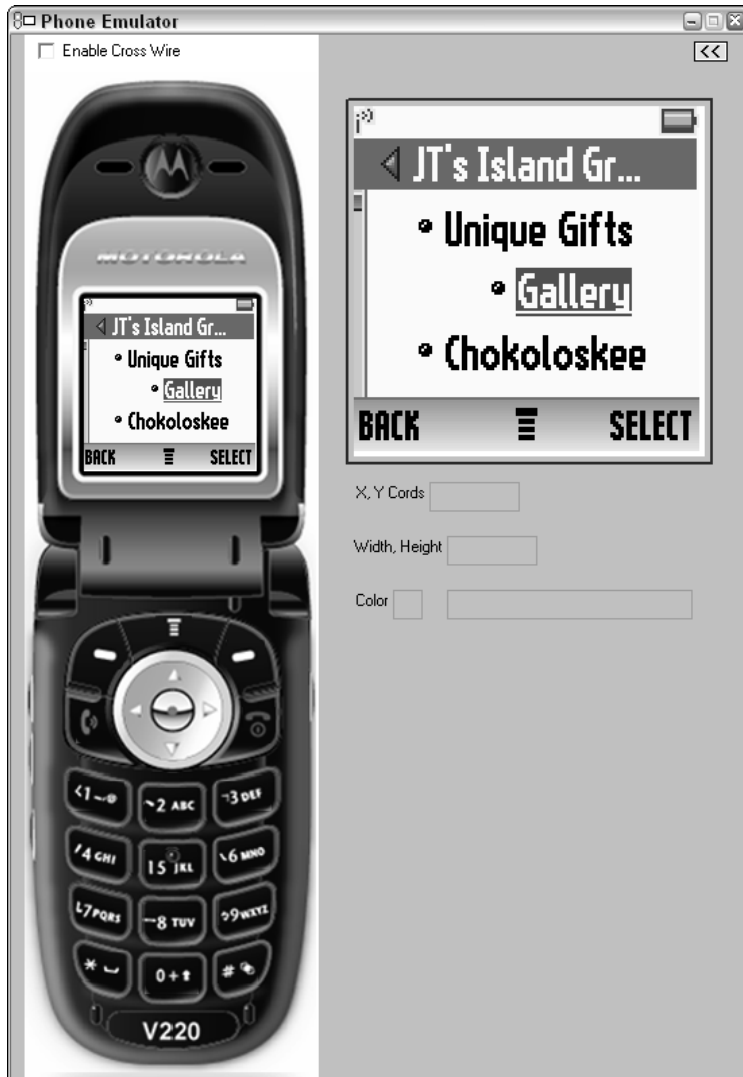 Phone Emulator
Enable Cross Wire
<<
JT's Island Gr...
Unique Gifts
Gallery
Chokoloskee
BACK SELECT
X, Y Cords
Width, Height
Color
MOTOROLA
JT's Island Gr...
Unique Gifts
Gallery
Chokoloskee
BACK SELECT
1
2 ABC
3 DEF
4 GHI
5 JKL
6 MNO
7 PQRS
8 TUV
9 WXYZ
*
0 +
#
V220